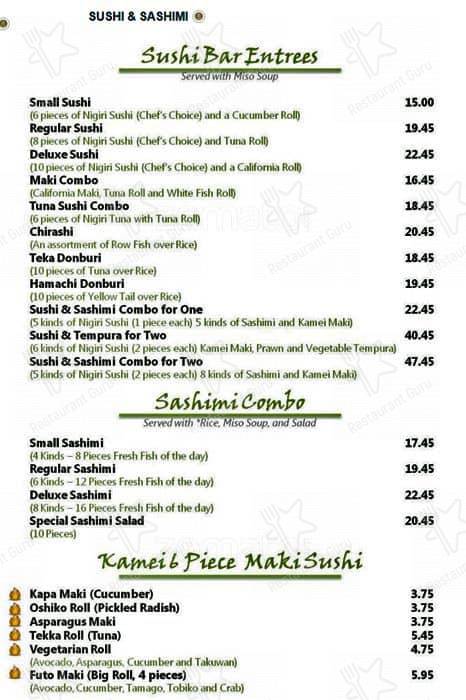 SUSHI & SASHIMI
Sushi Bar Entrees
Served with Miso Soup
Small Sushi 15.00
(6 pieces of Nigiri Sushi (Chef's Choice) and a Cucumber Roll)
Regular Sushi 19.45
(8 pieces of Nigiri Sushi (Chef's Choice) and Tuna Roll)
Deluxe Sushi 22.45
(10 pieces of Nigiri Sushi (Chef's Choice) and a California Roll)
Maki Combo 16.45
(California Maki, Tuna Roll and White Fish Roll)
Tuna Sushi Combo 18.45
(6 pieces of Nigiri Tuna with Tuna Roll)
Chirashi 20.45
(An assortment of Row Fish over Rice)
Teka Donburi 18.45
(10 pieces of Tuna over Rice)
Hamachi Donburi 19.45
(10 pieces of Yellow Tail over Rice)
Sushi & Sashimi Combo for One 22.45
(5 kinds of Nigiri Sushi (1 piece each) 5 kinds of Sashimi and Kamei Maki)
Sushi & Tempura for Two 40.45
(6 kinds of Nigiri Sushi (2 pieces each) Kamei Maki, Prawn and Vegetable Tempura)
Sushi & Sashimi Combo for Two 47.45
(5 kinds of Nigiri Sushi (2 pieces each) 8 kinds of Sashimi and Kamei Maki)
Sashimi Combo
Served with *Rice, Miso Soup, and Salad
Small Sashimi 17.45
(4 Kinds – 8 Pieces Fresh Fish of the day)
Regular Sashimi 19.45
(6 Kinds – 12 Pieces Fresh Fish of the day)
Deluxe Sashimi 22.45
(8 Kinds – 16 Pieces Fresh Fish of the day)
Special Sashimi Salad 20.45
(10 Pieces)
Kamei 6 Piece Maki Sushi
Kapa Maki (Cucumber) 3.75
Oshiko Roll (Pickled Radish) 3.75
Asparagus Maki 3.75
Tekka Roll (Tuna) 5.45
Vegetarian Roll 4.75
(Avocado, Asparagus, Cucumber and Takuwan)
Futo Maki (Big Roll, 4 pieces) 5.95
(Avocado, Cucumber, Tamago, Tobiko and Crab)